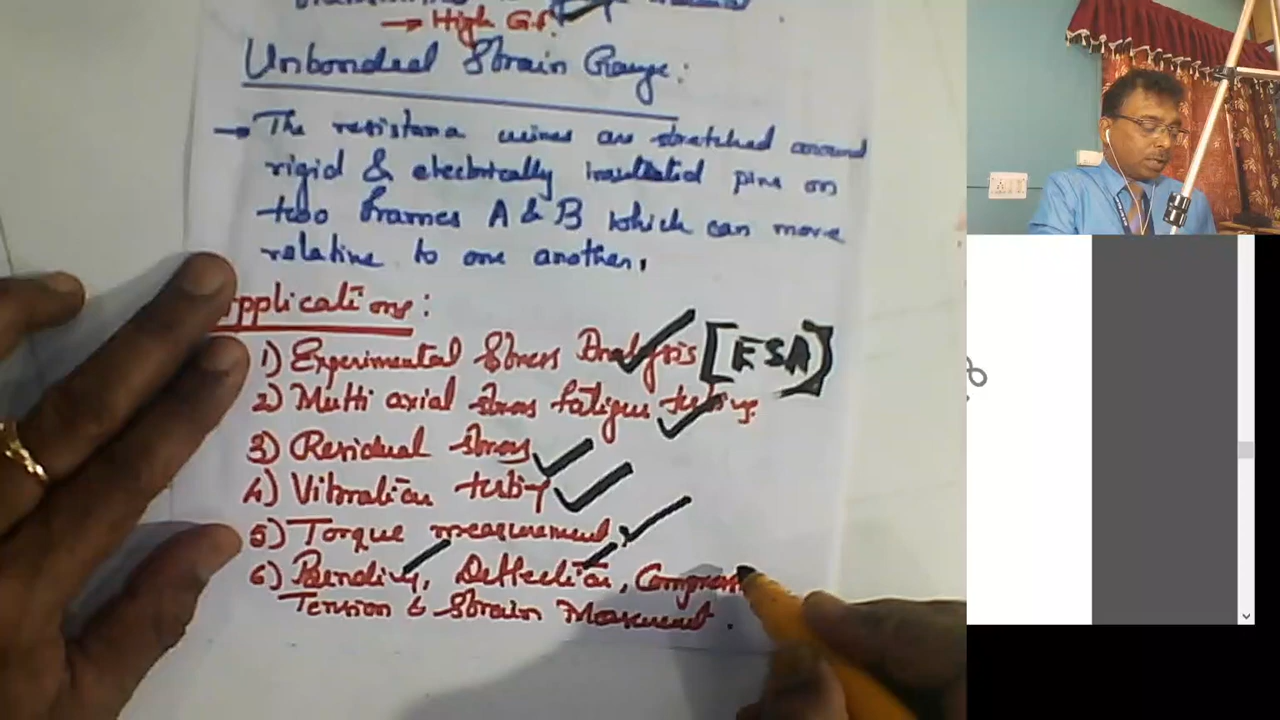 → High G.F.
Unbonded Strain Gauge:
→ The resistance wires are stretched around
rigid & electrically insulated pins on
two frames A & B which can move
relative to one another.
Applications:
1) Experimental Stress Analysis [ESA]
2) Multi axial stress fatigue testing.
3) Residual stress
4) Vibration testing
5) Torque measurement,
6) Bending, Deflection, Compression
Tension & Strain Measurement.